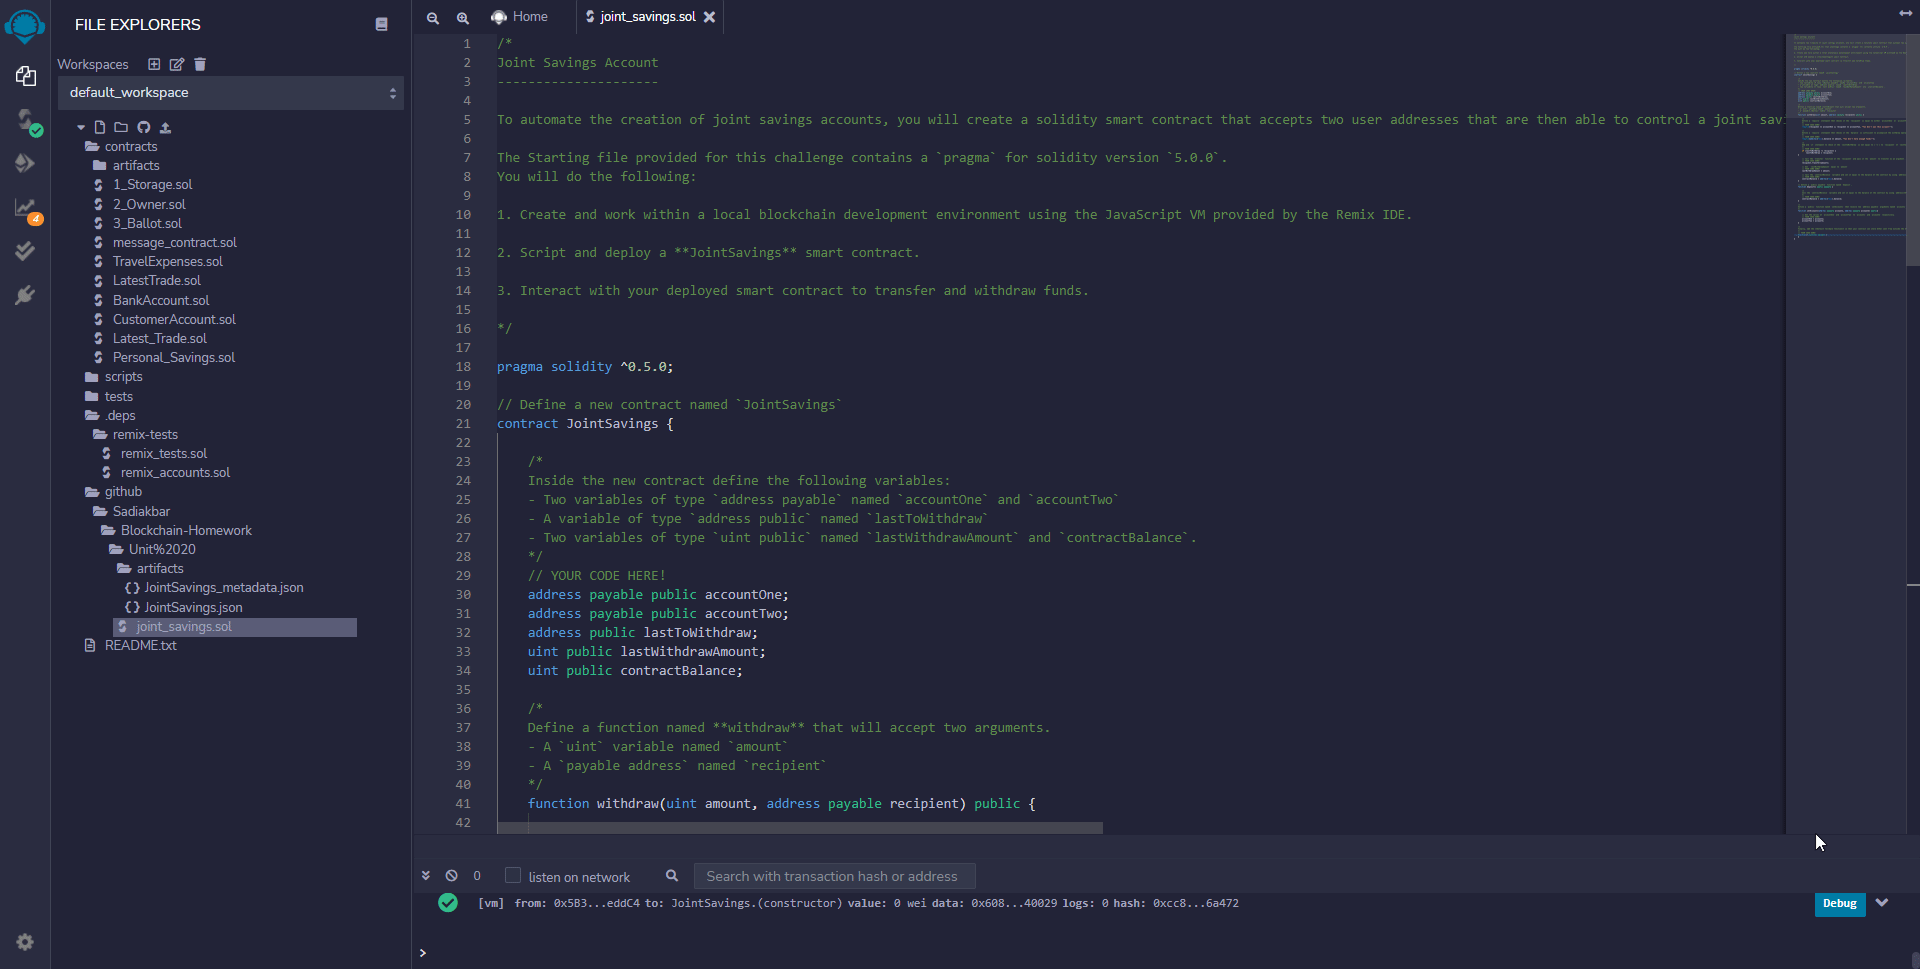 FILE EXPLORERS
Workspaces
default_workspace
contracts
artifacts
1_Storage.sol
2_Owner.sol
3_Ballot.sol
message_contract.sol
TravelExpenses.sol
LatestTrade.sol
BankAccount.sol
CustomerAccount.sol
Latest_Trade.sol
Personal_Savings.sol
scripts
tests
.deps
remix-tests
remix_tests.sol
remix_accounts.sol
github
Sadiakbar
Blockchain-Homework
Unit%2020
artifacts
JointSavings_metadata.json
JointSavings.json
joint_savings.sol
README.txt
4
Home
joint_savings.sol
1 /*
2 Joint Savings Account
3 ---------------------
4
5 To automate the creation of joint savings accounts, you will create a solidity smart contract that accepts two user addresses that are then able to control a joint sav
6
7 The Starting file provided for this challenge contains a `pragma` for solidity version `5.0.0`.
8 You will do the following:
9
10 1. Create and work within a local blockchain development environment using the JavaScript VM provided by the Remix IDE.
11
12 2. Script and deploy a **JointSavings** smart contract.
13
14 3. Interact with your deployed smart contract to transfer and withdraw funds.
15
16 */
17
18 pragma solidity ^0.5.0;
19
20 // Define a new contract named `JointSavings`
21 contract JointSavings {
22
23 /*
24 Inside the new contract define the following variables:
25 - Two variables of type `address payable` named `accountOne` and `accountTwo`
26 - A variable of type `address public` named `lastToWithdraw`
27 - Two variables of type `uint public` named `lastWithdrawAmount` and `contractBalance`.
28 */
29 // YOUR CODE HERE!
30 address payable public accountOne;
31 address payable public accountTwo;
32 address public lastToWithdraw;
33 uint public lastWithdrawAmount;
34 uint public contractBalance;
35
36 /*
37 Define a function named **withdraw** that will accept two arguments.
38 - A `uint` variable named `amount`
39 - A `payable address` named `recipient`
40 */
41 function withdraw(uint amount, address payable recipient) public {
42
0 listen on network Search with transaction hash or address
[vm] from: 0x5B3...eddC4 to: JointSavings.(constructor) value: 0 wei data: 0x608...40029 logs: 0 hash: 0xcc8...6a472 Debug
>